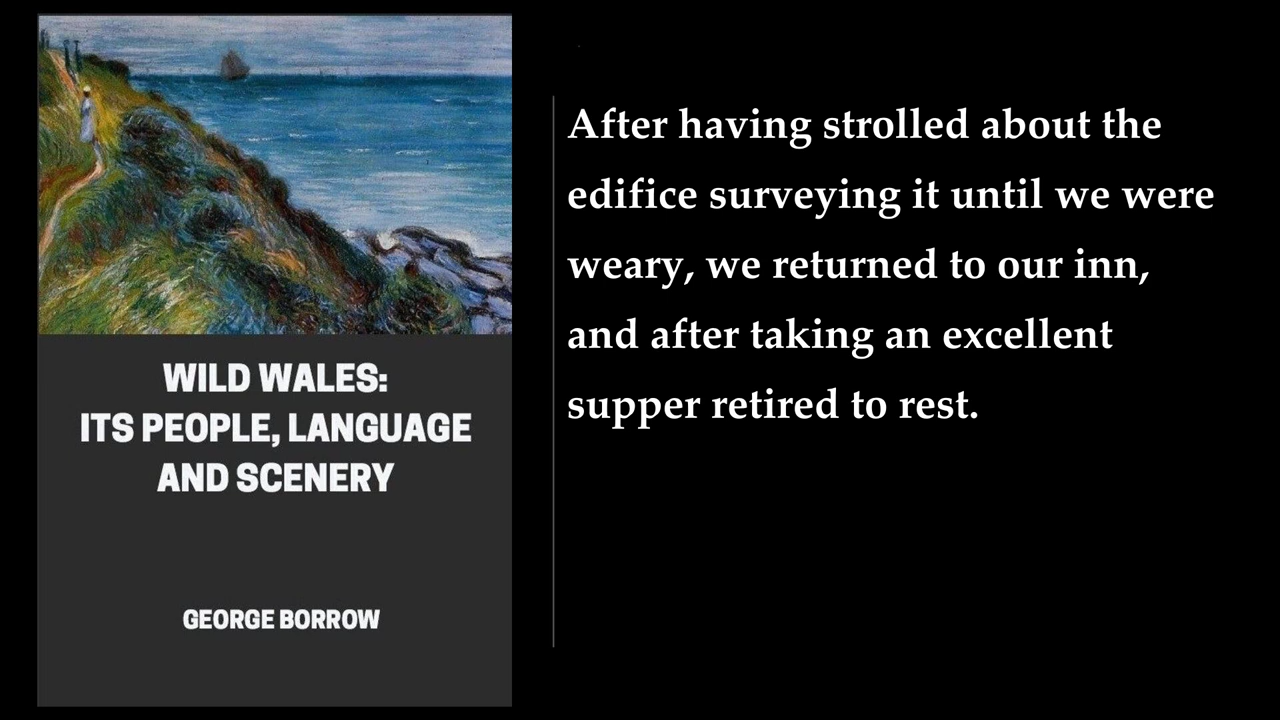 WILD WALES:
ITS PEOPLE, LANGUAGE
AND SCENERY
GEORGE BORROW
After having strolled about the
edifice surveying it until we were
weary, we returned to our inn,
and after taking an excellent
supper retired to rest.